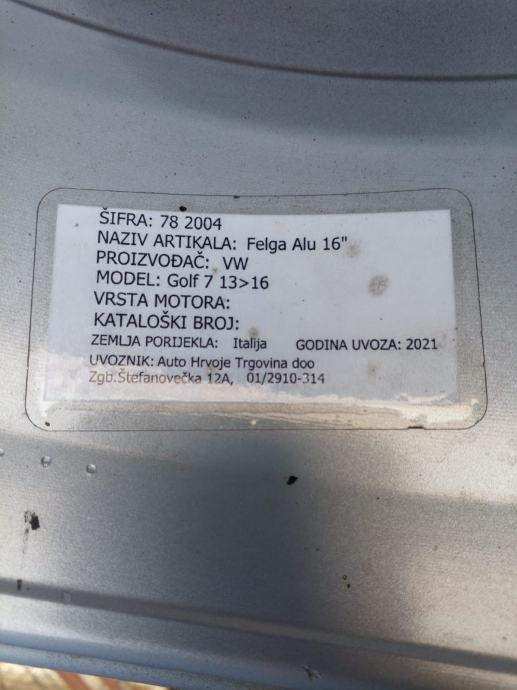 ŠIFRA: 78 2004
NAZIV ARTIKALA: Felga Alu 16"
PROIZVOĐAČ: VW
MODEL: Golf 7 13>16
VRSTA MOTORA:
KATALOŠKI BROJ:
ZEMLJA PORIJEKLA: Italija GODINA UVOZA: 2021
UVOZNIK: Auto Hrvoje Trgovina doo
Zgb.Štefanovečka 12A, 01/2910-314